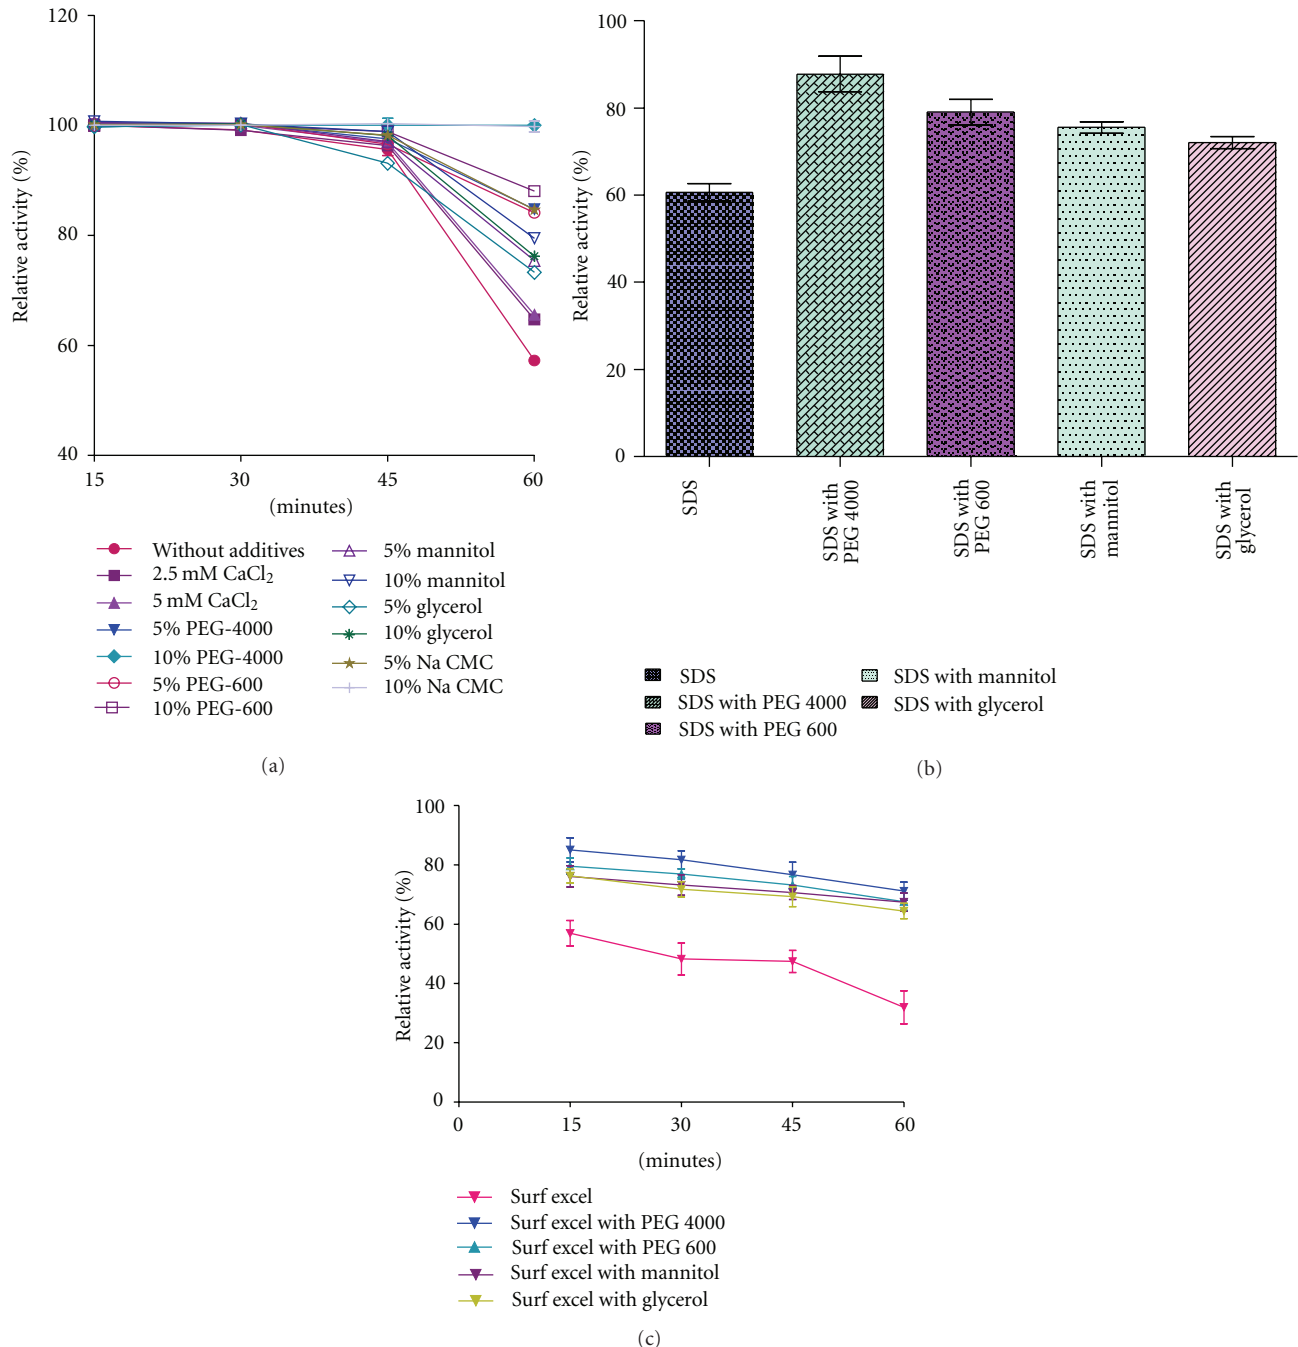 120
100
80
60
40
Relative activity (%)
15 30 45 60
(minutes)
Without additives
2.5 mM CaCl₂
5 mM CaCl₂
5% PEG-4000
10% PEG-4000
5% PEG-600
10% PEG-600
5% mannitol
10% mannitol
5% glycerol
10% glycerol
5% Na CMC
10% Na CMC
(a)
100
80
60
40
20
0
Relative activity (%)
SDS
SDS with
PEG 4000
SDS with
PEG 600
SDS with
mannitol
SDS with
glycerol
SDS
SDS with PEG 4000
SDS with PEG 600
SDS with mannitol
SDS with glycerol
(b)
100
80
60
40
20
0
Relative activity (%)
0 15 30 45 60
(minutes)
Surf excel
Surf excel with PEG 4000
Surf excel with PEG 600
Surf excel with mannitol
Surf excel with glycerol
(c)